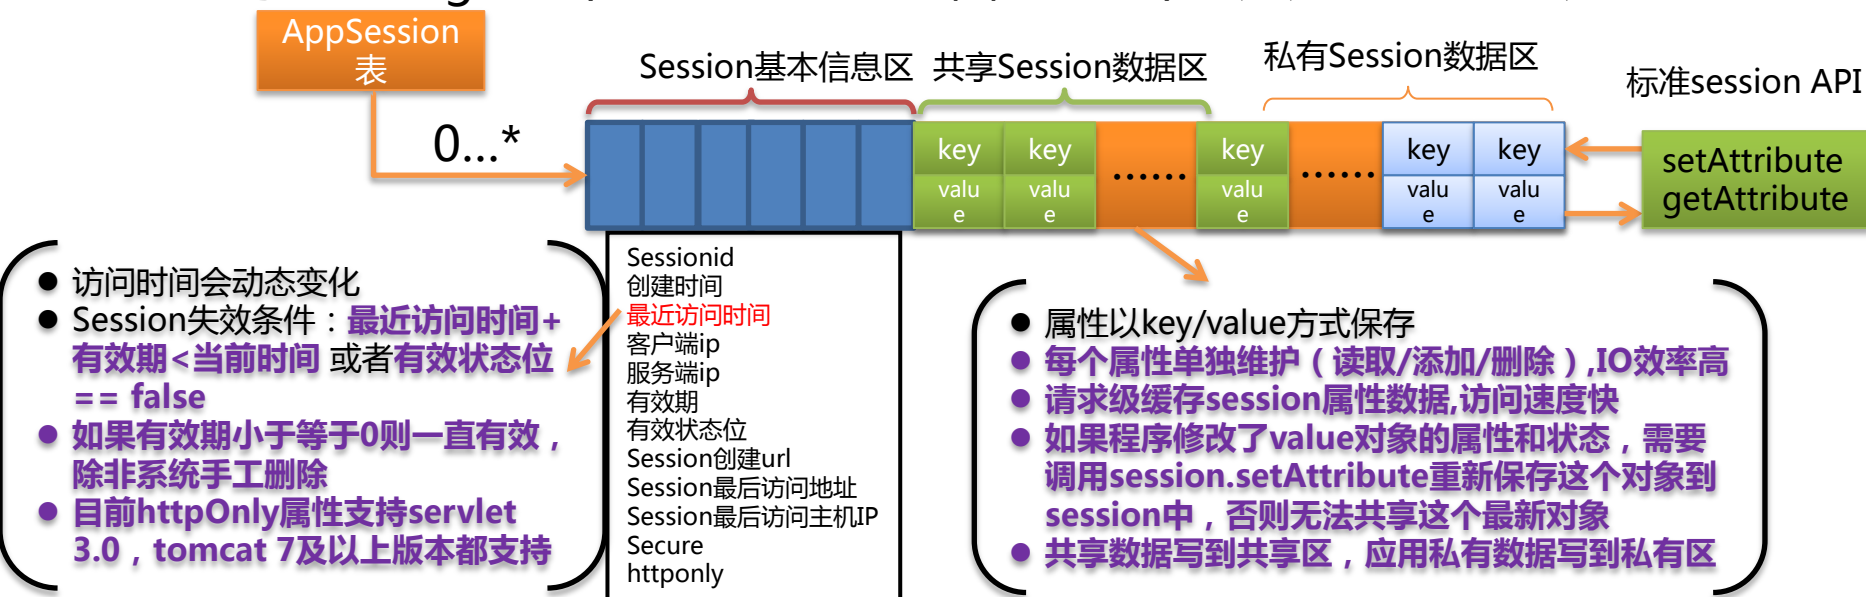 AppSession
表
0...*
Session基本信息区
共享Session数据区
私有Session数据区
标准session API
key
key
key
key
key
valu
e
valu
e
......
valu
e
......
valu
e
valu
e
setAttribute
getAttribute
● 访问时间会动态变化
● Session失效条件：最近访问时间+
有效期<当前时间 或者有效状态位
== false
● 如果有效期小于等于0则一直有效，
除非系统手工删除
● 目前httpOnly属性支持servlet
3.0，tomcat 7及以上版本都支持
Sessionid
创建时间
最近访问时间
客户端ip
服务端ip
有效期
有效状态位
Session创建url
Session最后访问地址
Session最后访问主机IP
Secure
httponly
● 属性以key/value方式保存
● 每个属性单独维护（读取/添加/删除）,IO效率高
● 请求级缓存session属性数据,访问速度快
● 如果程序修改了value对象的属性和状态，需要
调用session.setAttribute重新保存这个对象到
session中，否则无法共享这个最新对象
● 共享数据写到共享区，应用私有数据写到私有区